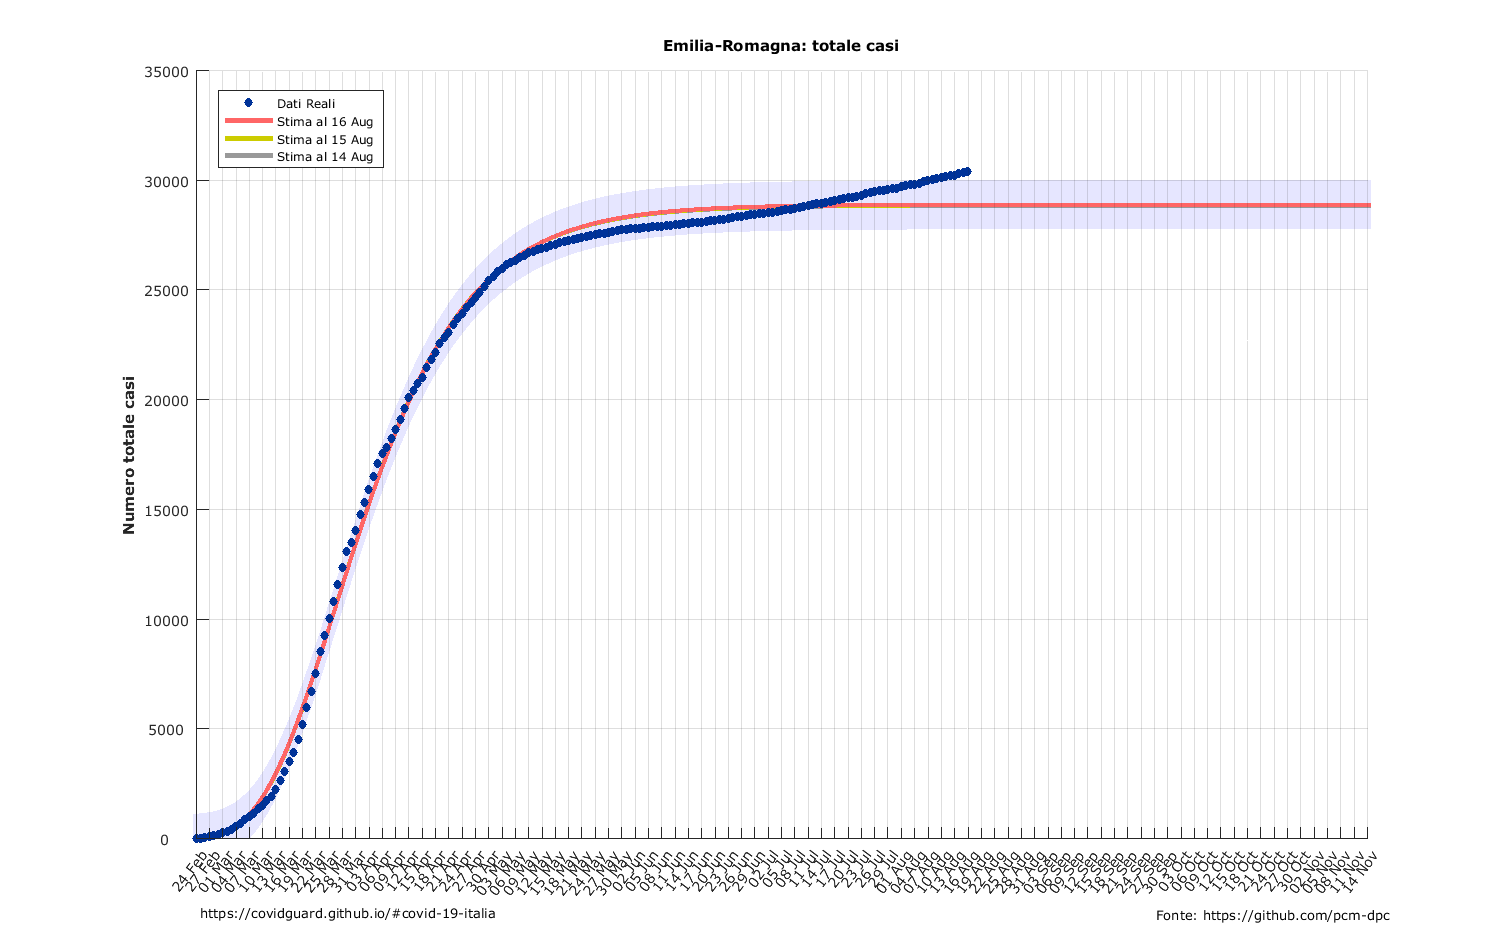 Emilia-Romagna: totale casi
35000
30000
25000
20000
15000
10000
5000
0
Numero totale casi
Dati Reali
Stima al 16 Aug
Stima al 15 Aug
Stima al 14 Aug
24 Feb
27 Feb
01 Mar
04 Mar
07 Mar
10 Mar
13 Mar
16 Mar
19 Mar
22 Mar
25 Mar
28 Mar
31 Mar
03 Apr
06 Apr
09 Apr
12 Apr
15 Apr
18 Apr
21 Apr
24 Apr
27 Apr
30 Apr
03 May
06 May
09 May
12 May
15 May
18 May
21 May
24 May
27 May
30 May
02 Jun
05 Jun
08 Jun
11 Jun
14 Jun
17 Jun
20 Jun
23 Jun
26 Jun
29 Jun
02 Jul
05 Jul
08 Jul
11 Jul
14 Jul
17 Jul
20 Jul
23 Jul
26 Jul
29 Jul
01 Aug
04 Aug
07 Aug
10 Aug
13 Aug
16 Aug
19 Aug
22 Aug
25 Aug
28 Aug
31 Aug
03 Sep
06 Sep
09 Sep
12 Sep
15 Sep
18 Sep
21 Sep
24 Sep
27 Sep
30 Sep
03 Oct
06 Oct
09 Oct
12 Oct
15 Oct
18 Oct
21 Oct
24 Oct
27 Oct
30 Oct
02 Nov
05 Nov
08 Nov
11 Nov
14 Nov
https://covidguard.github.io/#covid-19-italia
Fonte: https://github.com/pcm-dpc